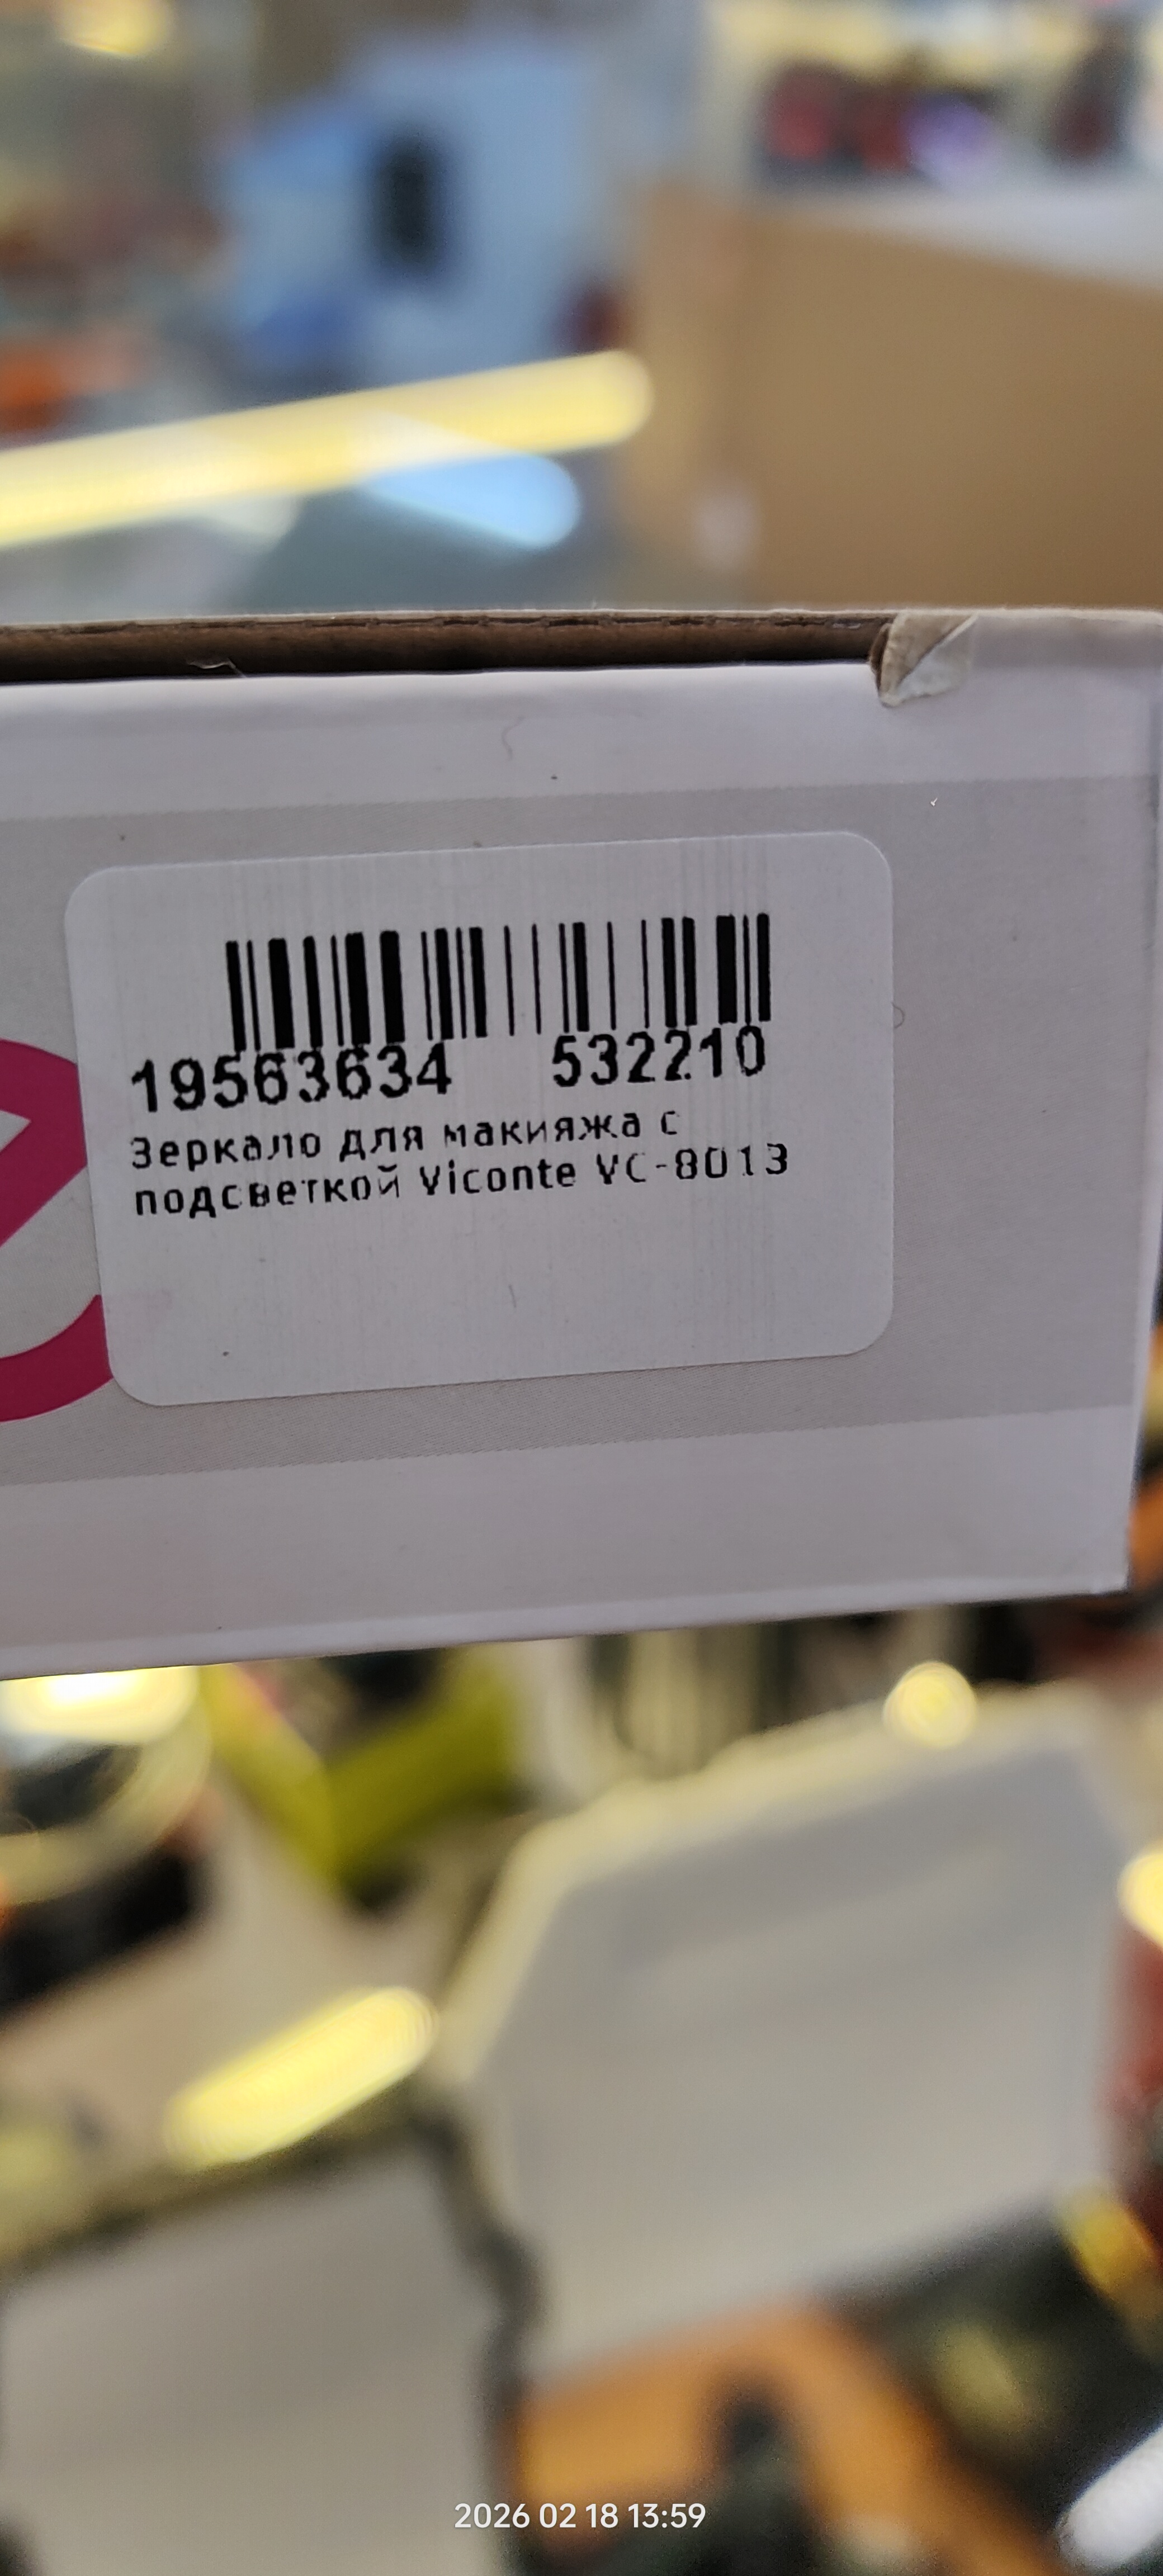 19563634 532210
Зеркало для макияжа с
подсветкой Viconte VC-8013
2026 02 18 13:59